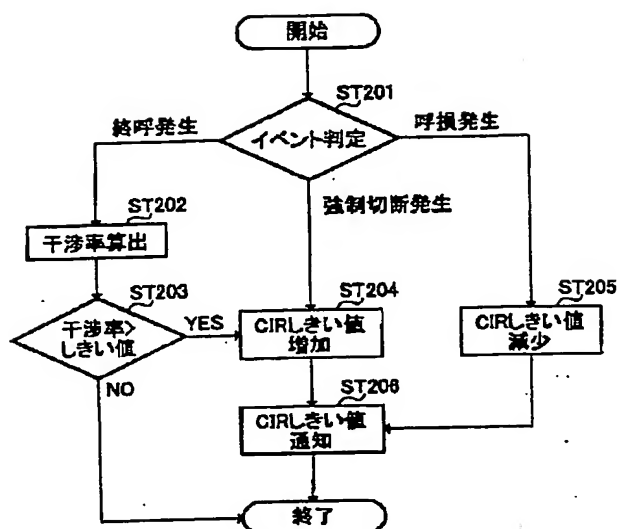 開始
ST201
イベント判定
終呼発生
呼損発生
強制切断発生
ST202
干渉率算出
ST203
干渉率>
しきい値
YES
NO
ST204
CIRしきい値
増加
ST205
CIRしきい値
減少
ST206
CIRしきい値
通知
終了